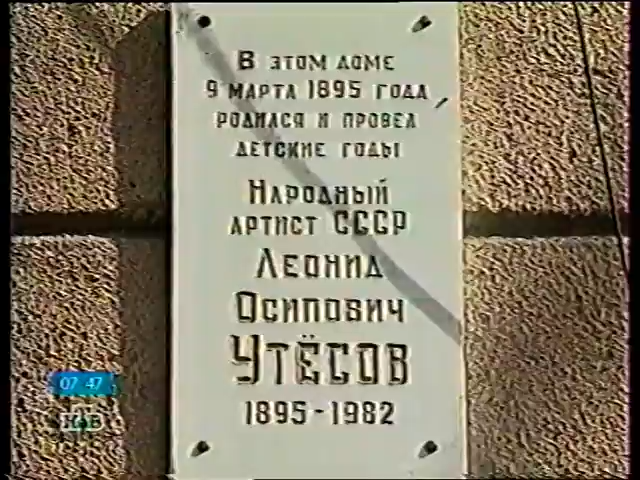 В ЭТОМ ДОМЕ
9 МАРТА 1895 ГОДА
РОДИЛСЯ И ПРОВЕЛ
ДЕТСКИЕ ГОДЫ
НАРОДНЫЙ
АРТИСТ СССР
ЛЕОНИД
ОСИПОВИЧ
УТЁСОВ
1895-1982
07 47